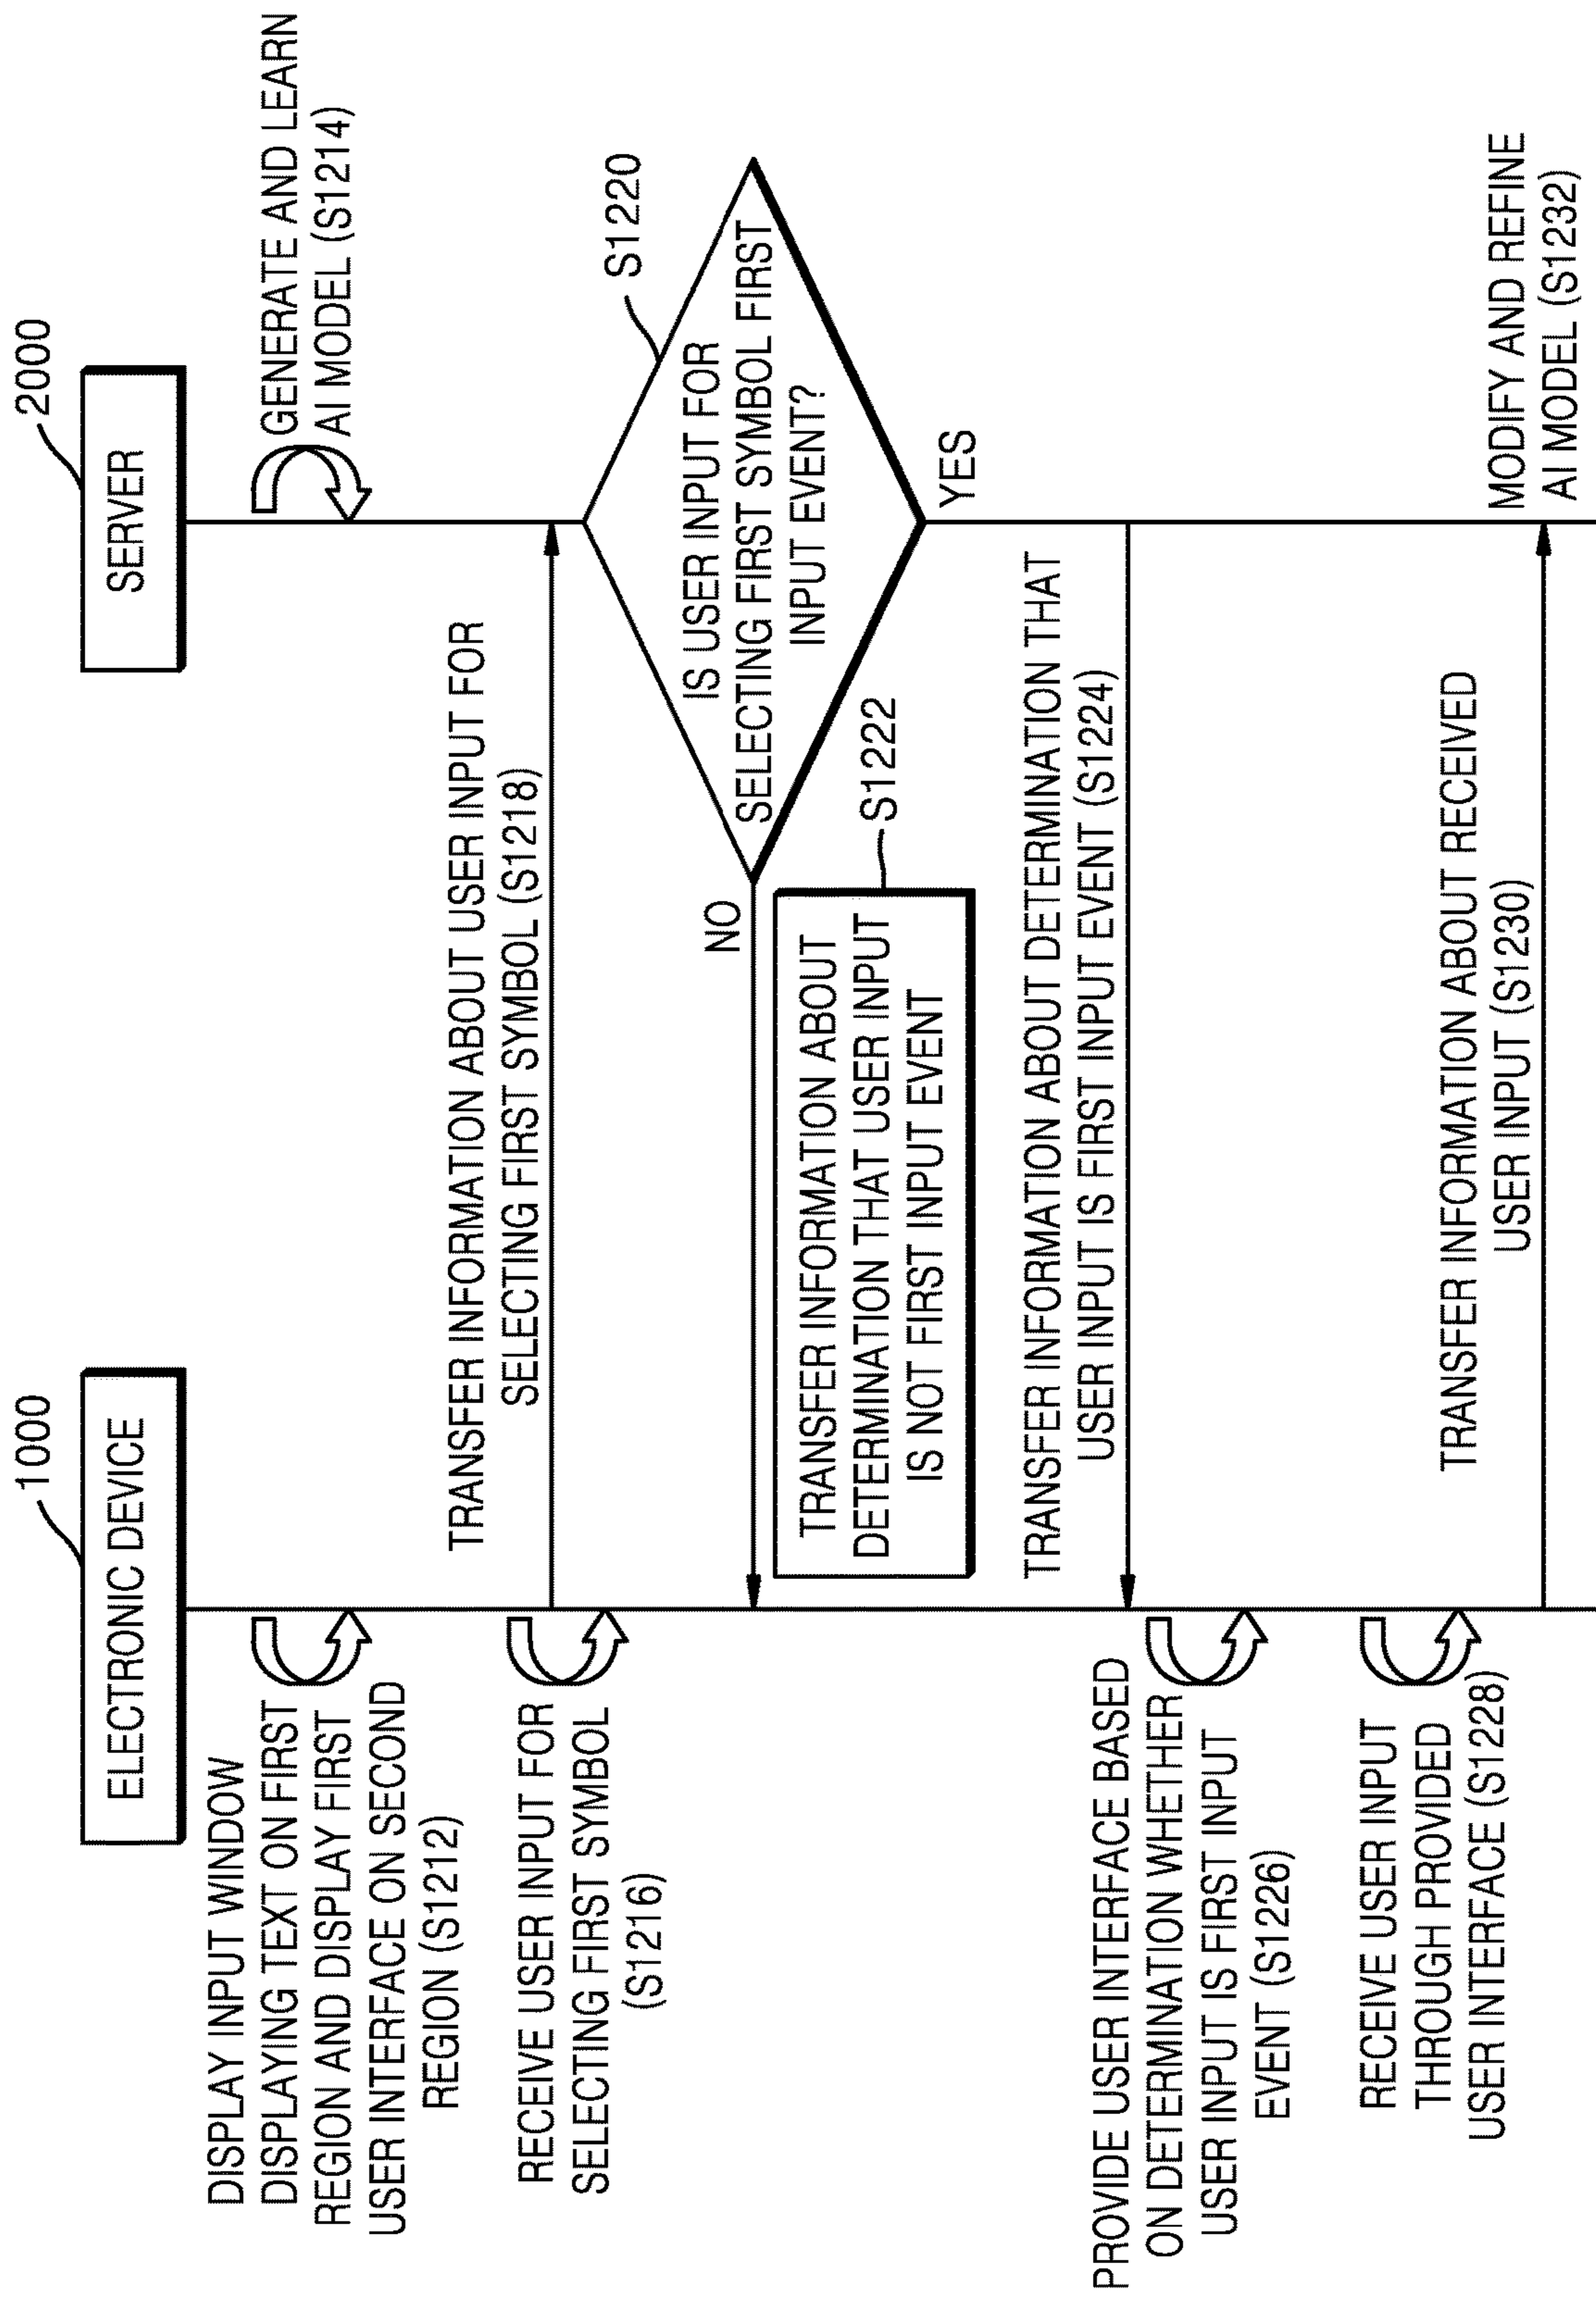 1000
2000
ELECTRONIC DEVICE
SERVER
DISPLAY INPUT WINDOW
DISPLAYING TEXT ON FIRST
REGION AND DISPLAY FIRST
USER INTERFACE ON SECOND
REGION (S1212)
GENERATE AND LEARN
AI MODEL (S1214)
RECEIVE USER INPUT FOR
SELECTING FIRST SYMBOL
(S1216)
TRANSFER INFORMATION ABOUT USER INPUT FOR
SELECTING FIRST SYMBOL (S1218)
S1220
IS USER INPUT FOR
SELECTING FIRST SYMBOL FIRST
INPUT EVENT?
NO
S1222
TRANSFER INFORMATION ABOUT
DETERMINATION THAT USER INPUT
IS NOT FIRST INPUT EVENT
YES
TRANSFER INFORMATION ABOUT DETERMINATION THAT
USER INPUT IS FIRST INPUT EVENT (S1224)
PROVIDE USER INTERFACE BASED
ON DETERMINATION WHETHER
USER INPUT IS FIRST INPUT
EVENT (S1226)
RECEIVE USER INPUT
THROUGH PROVIDED
USER INTERFACE (S1228)
TRANSFER INFORMATION ABOUT RECEIVED
USER INPUT (S1230)
MODIFY AND REFINE
AI MODEL (S1232)